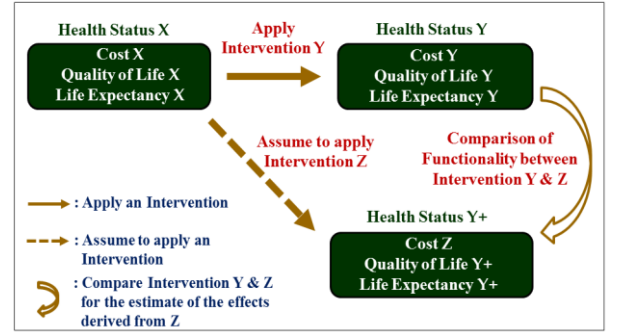 Health Status X
Cost X
Quality of Life X
Life Expectancy X
Apply
Intervention Y
Health Status Y
Cost Y
Quality of Life Y
Life Expectancy Y
Assume to apply
Intervention Z
Comparison of
Functionality between
Intervention Y & Z
Health Status Y+
Cost Z
Quality of Life Y+
Life Expectancy Y+
: Apply an Intervention
: Assume to apply an
Intervention
: Compare Intervention Y & Z
for the estimate of the effects
derived from Z